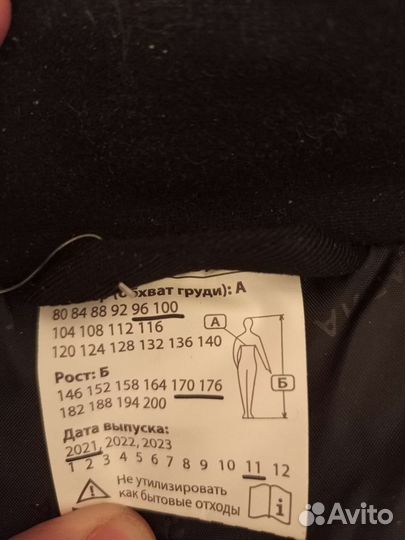 (обхват груди): А
80 84 88 92 96 100
104 108 112 116
120 124 128 132 136 140
А
Рост: Б
146 152 158 164 170 176
182 188 194 200
Б
Дата выпуска:
2021, 2022, 2023
1 2 3 4 5 6 7 8 9 10 11 12
Не утилизировать
как бытовые отходы
Avito